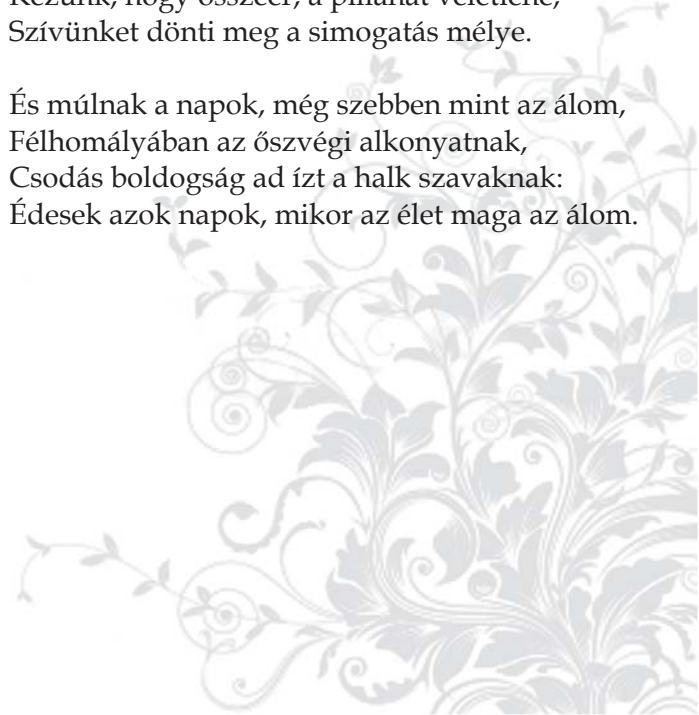 Kezünk, hogy összeér, a pillanat véletlene,
Szívünket dönti meg a simogatás mélye.

És múlnak a napok, még szebben mint az álom,
Félhomályában az őszvégi alkonyatnak,
Csodás boldogság ad ízt a halk szavaknak:
Édesek azok napok, mikor az élet maga az álom.